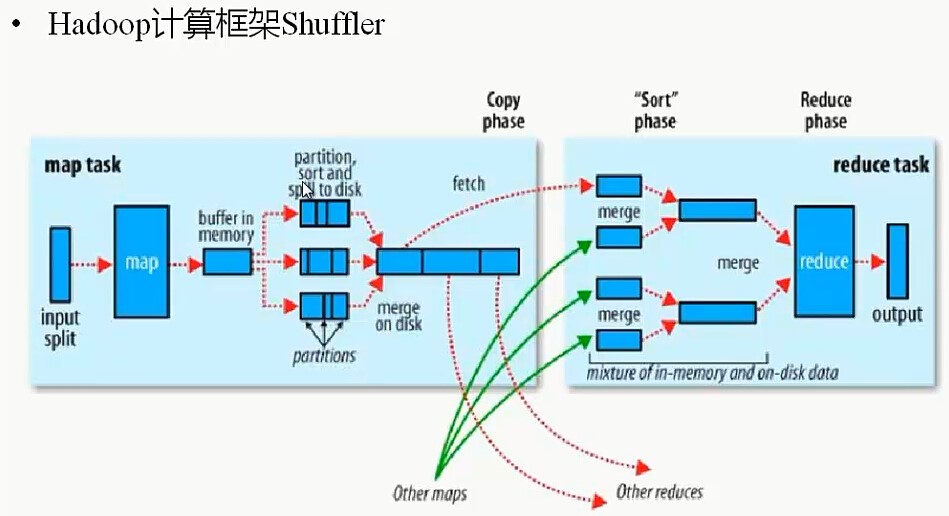 • Hadoop计算框架Shuffler
Copy
phase
"Sort"
phase
Reduce
phase
map task
reduce task
partition,
sort and
spill to disk
fetch
buffer in
memory
map
merge
merge
reduce
input
split
merge
on disk
merge
output
partitions
mixture of in-memory and on-disk data
Other maps
Other reduces